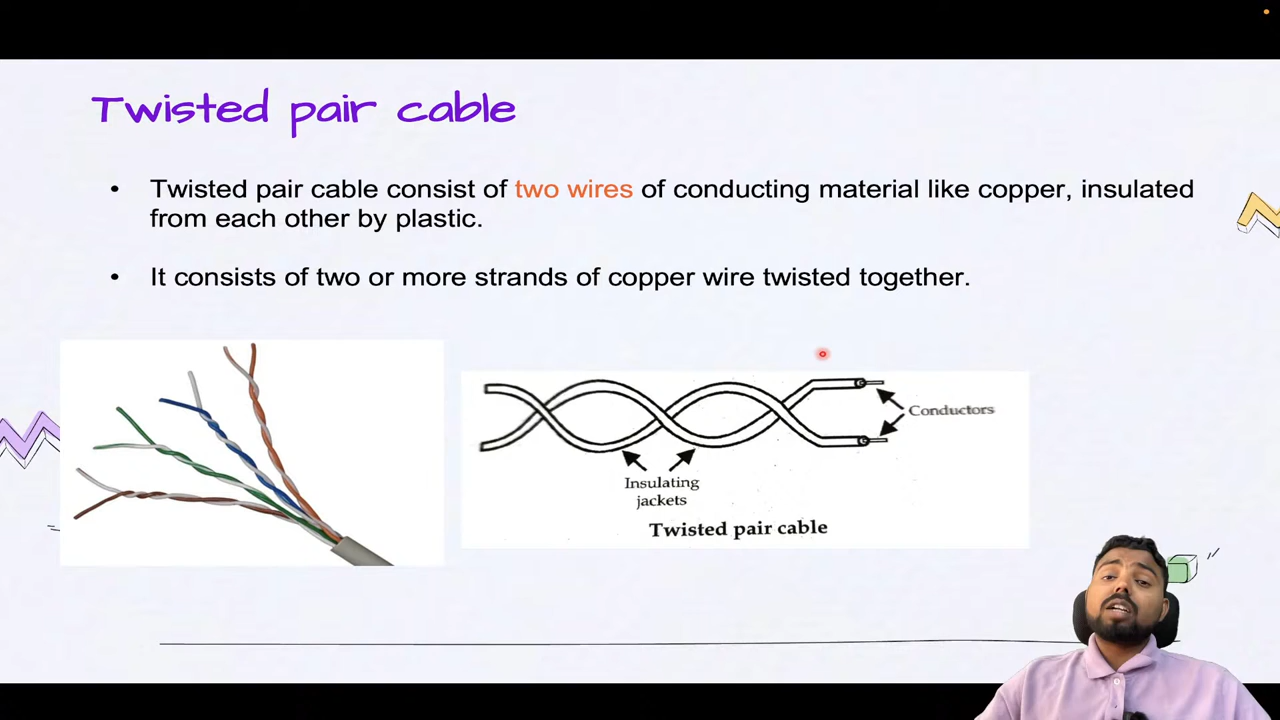 Twisted pair cable
• Twisted pair cable consist of two wires of conducting material like copper, insulated
from each other by plastic.
• It consists of two or more strands of copper wire twisted together.
Conductors
Insulating
jackets
Twisted pair cable